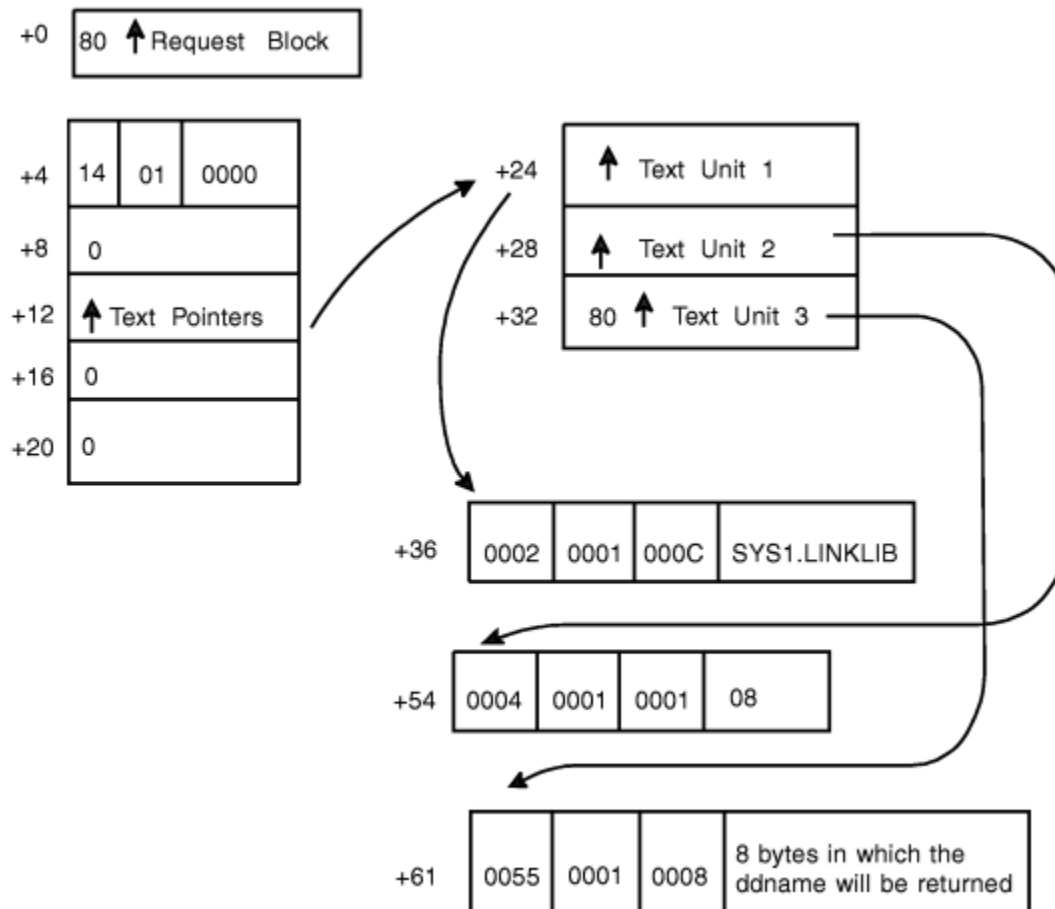 +0 80 Request Block
+4 14 01 0000
+8 0
+12 Text Pointers
+16 0
+20 0
+24 Text Unit 1
+28 Text Unit 2
+32 80 Text Unit 3
+36 0002 0001 000C SYS1.LINKLIB
+54 0004 0001 0001 08
+61 0055 0001 0008 8 bytes in which the
ddname will be returned